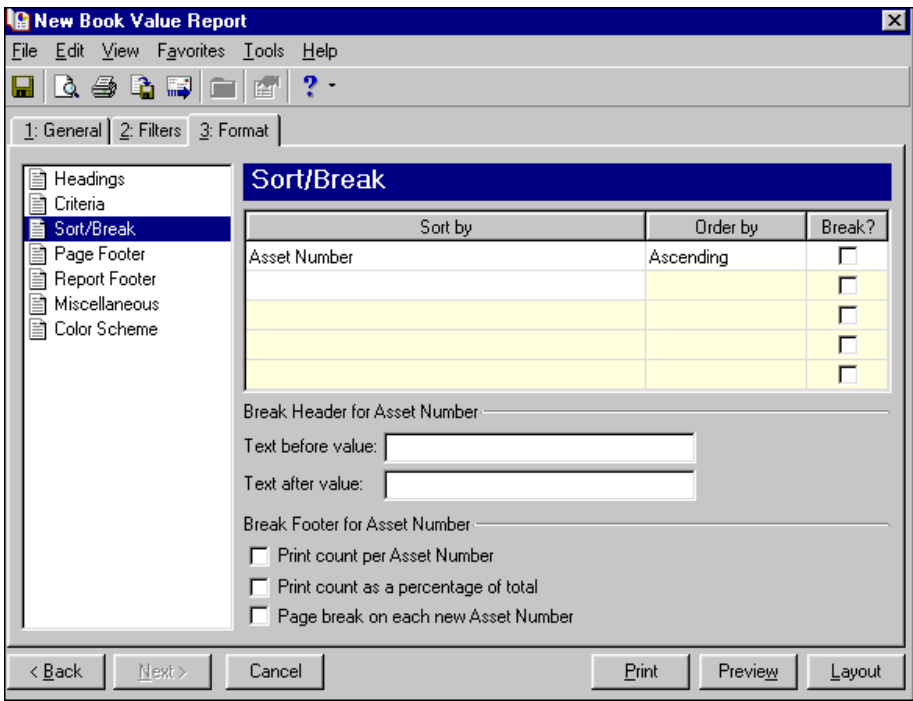 New Book Value Report
File Edit View Favorites Tools Help
1: General 2: Filters 3: Format
Headings
Criteria
Sort/Break
Page Footer
Report Footer
Miscellaneous
Color Scheme
Sort/Break
Sort by Order by Break?
Asset Number Ascending
Break Header for Asset Number
Text before value:
Text after value:
Break Footer for Asset Number
Print count per Asset Number
Print count as a percentage of total
Page break on each new Asset Number
< Back Next > Cancel Print Preview Layout